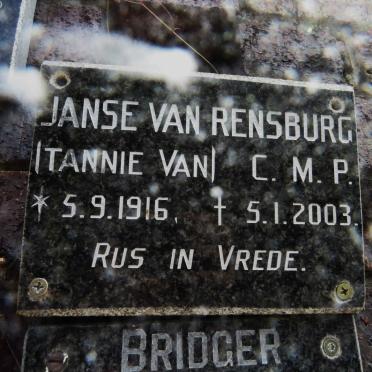 JANSE VAN RENSBURG
(TANNIE VAN) C. M. P.
* 5.9.1916. † 5.1.2003.
RUS IN VREDE.
BRIDGER